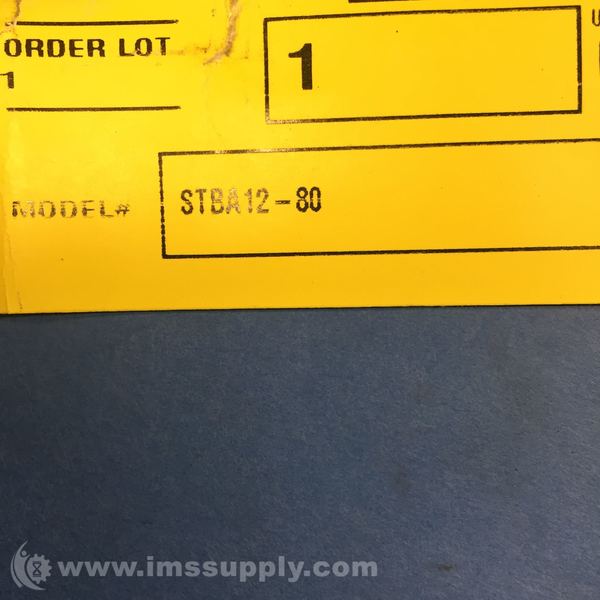 ORDER LOT
1
1
U
MODEL#
STBA12-80
www.imssupply.com